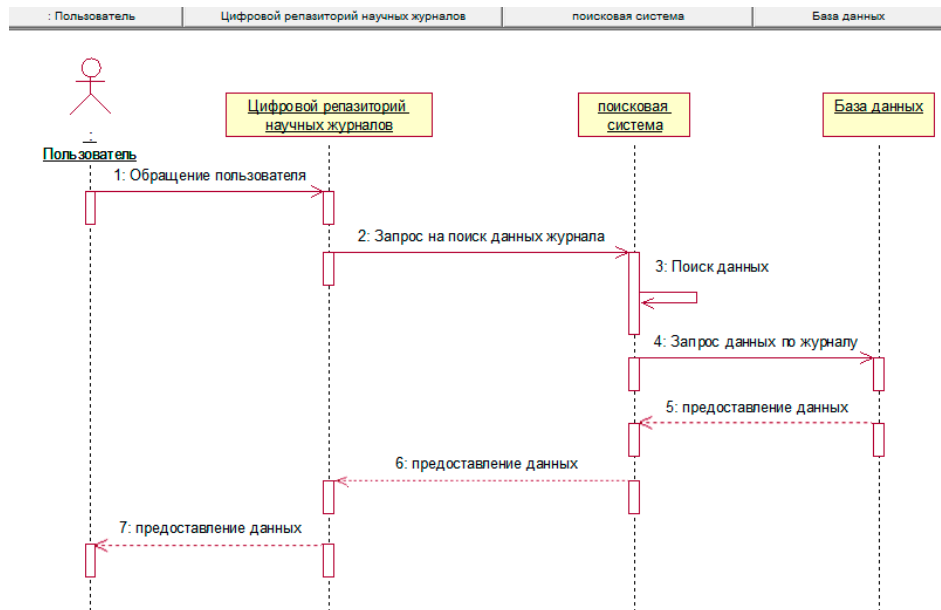 : Пользователь
Цифровой репазиторий научных журналов
поисковая система
База данных
:
Пользователь
Цифровой репазиторий
научных журналов
поисковая
система
База данных
1: Обращение пользователя
2: Запрос на поиск данных журнала
3: Поиск данных
4: Запрос данных по журналу
5: предоставление данных
6: предоставление данных
7: предоставление данных